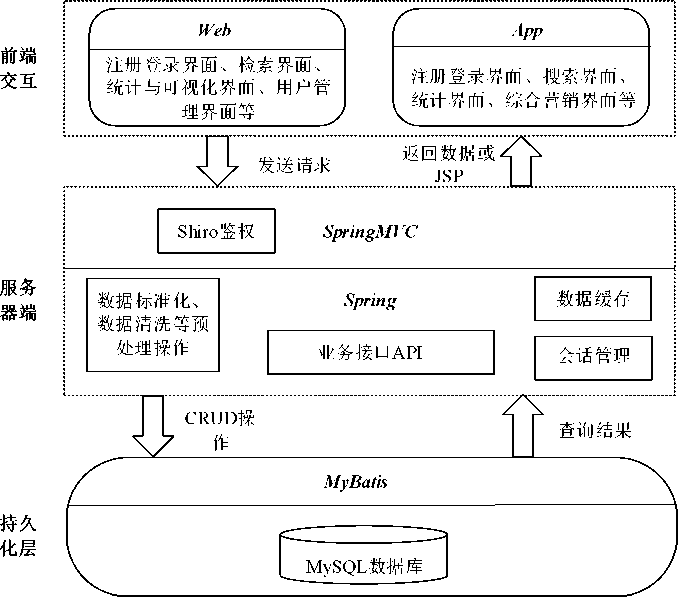 前端
交互
Web
注册登录界面、检索界面、
统计与可视化界面、用户管
理界面等
App
注册登录界面、搜索界面、
统计界面、综合营销界面等
发送请求
返回数据或
JSP
服务
器端
Shiro鉴权
SpringMVC
数据标准化、
数据清洗等预
处理操作
Spring
业务接口API
数据缓存
会话管理
CRUD操
作
查询结果
持久
化层
MyBatis
MySQL数据库